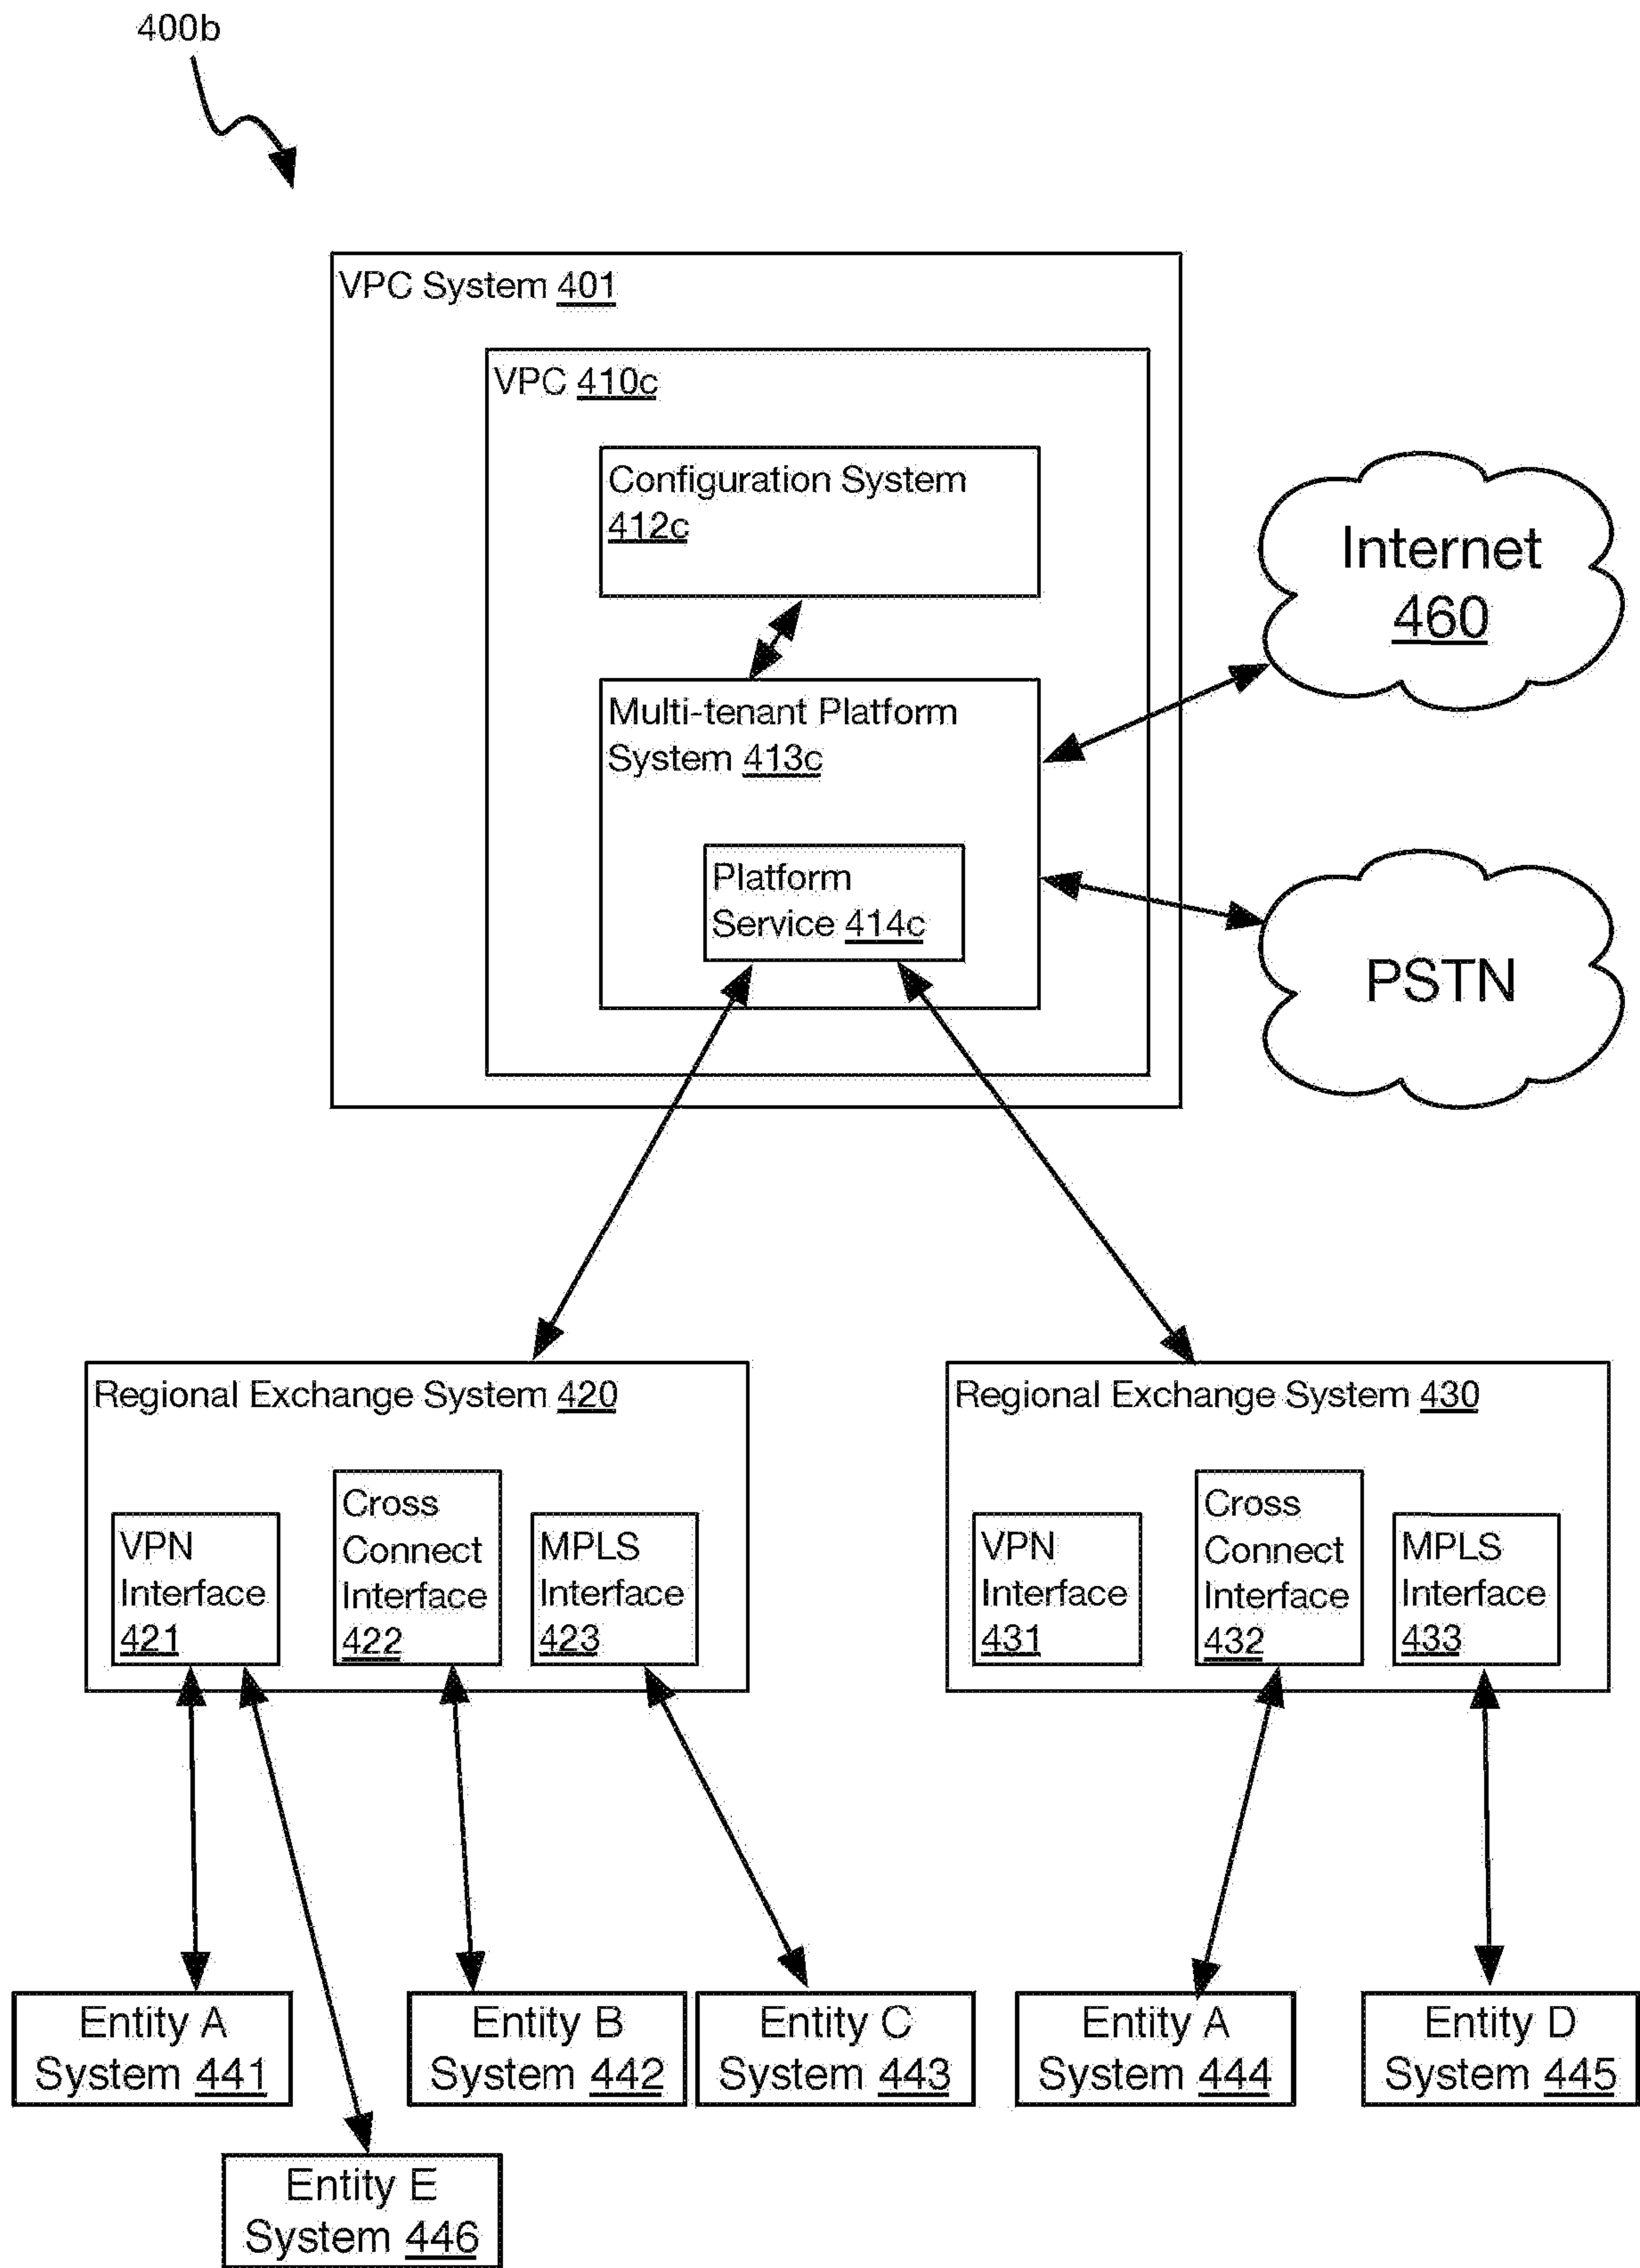 400b
VPC System 401
VPC 410c
Configuration System
412c
Internet
460
Multi-tenant Platform
System 413c
Platform
Service 414c
PSTN
Regional Exchange System 420
VPN
Interface
421
Cross
Connect
Interface
422
MPLS
Interface
423
Regional Exchange System 430
VPN
Interface
431
Cross
Connect
Interface
432
MPLS
Interface
433
Entity A
System 441
Entity B
System 442
Entity C
System 443
Entity A
System 444
Entity D
System 445
Entity E
System 446